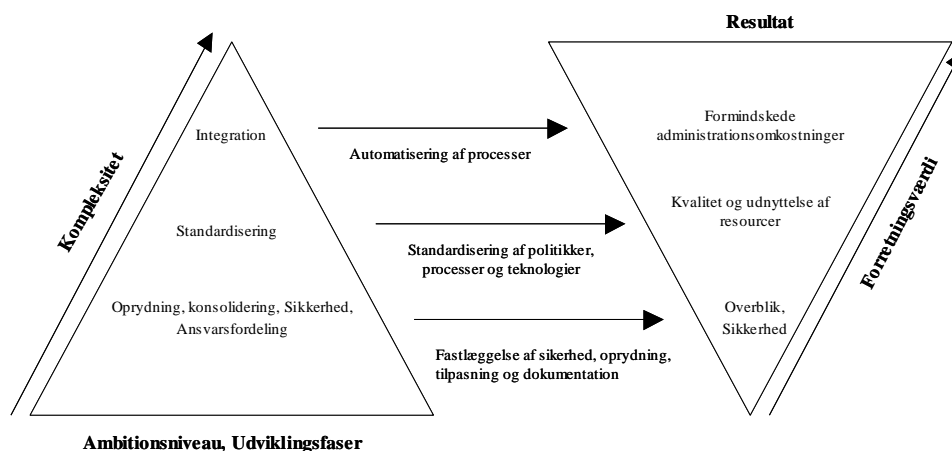 Resultat
Integration
Automatisering af processer
Formindskede
administrationsomkostninger
Kompleksitet
Standardisering
Standardisering af politikker,
processer og teknologier
Kvalitet og udnyttelse af
resourcer
Forretningsværdi
Oprydning, konsolidering, Sikkerhed,
Ansvarsfordeling
Fastlæggelse af sikerhed, oprydning,
tilpasning og dokumentation
Overblik,
Sikkerhed
Ambitionsniveau, Udviklingsfaser